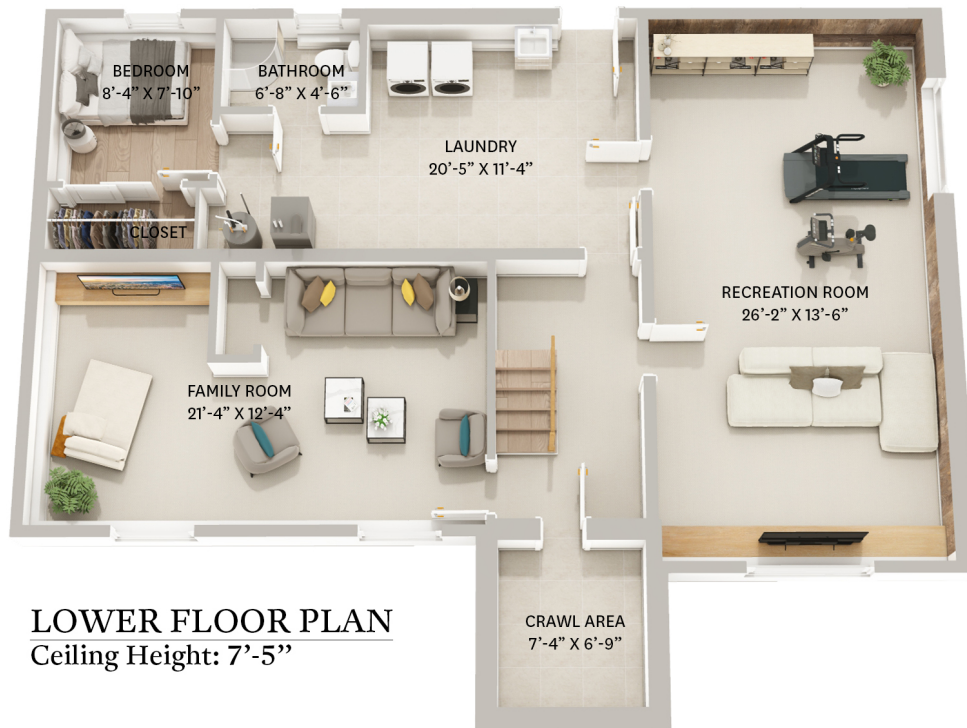 BEDROOM
8'-4” X 7'-10”
BATHROOM
6'-8” X 4'-6”
LAUNDRY
20'-5” X 11'-4”
CLOSET
RECREATION ROOM
26'-2” X 13'-6”
FAMILY ROOM
21'-4” X 12'-4”
CRAWL AREA
7'-4” X 6'-9”
LOWER FLOOR PLAN
Ceiling Height: 7’-5’’